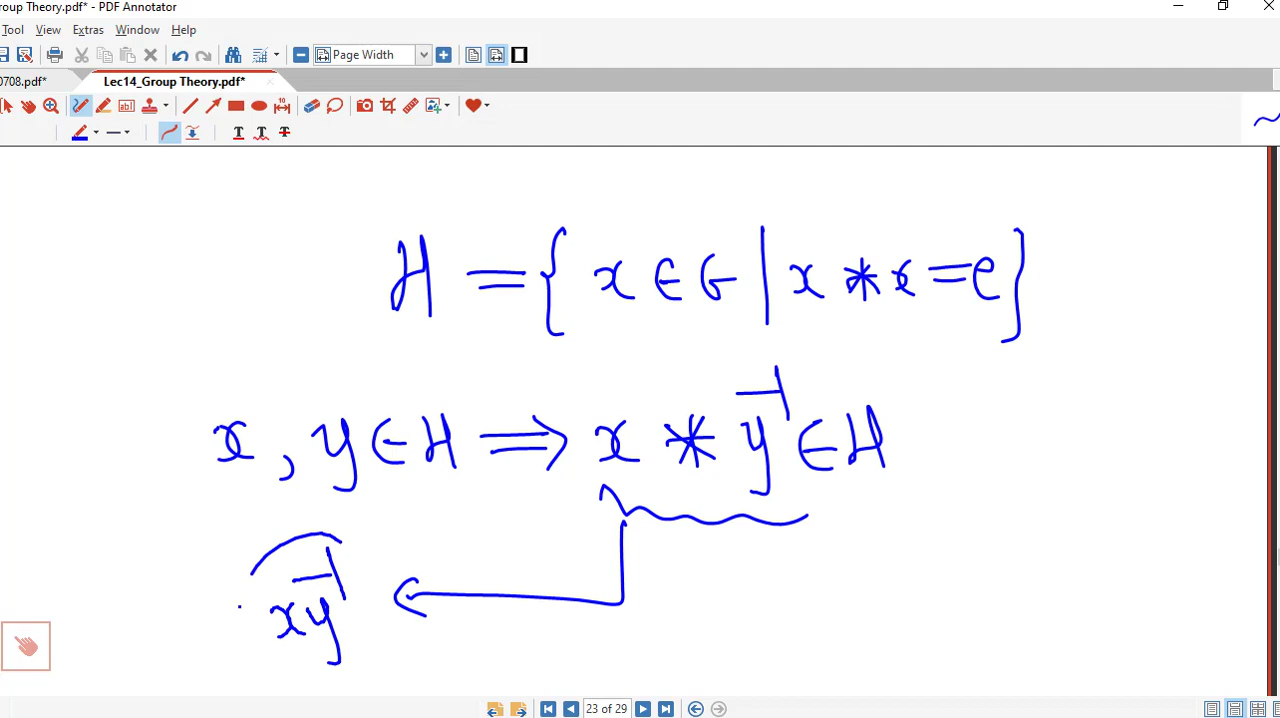 roup Theory.pdf* - PDF Annotator
Tool View Extras Window Help
Page Width
0708.pdf* Lec14_Group Theory.pdf*
T T T
H = { x ∈ G | x * x = e }
x , y ∈ H ⟹ x * y⁻¹ ∈ H
xy⁻¹
23 of 29